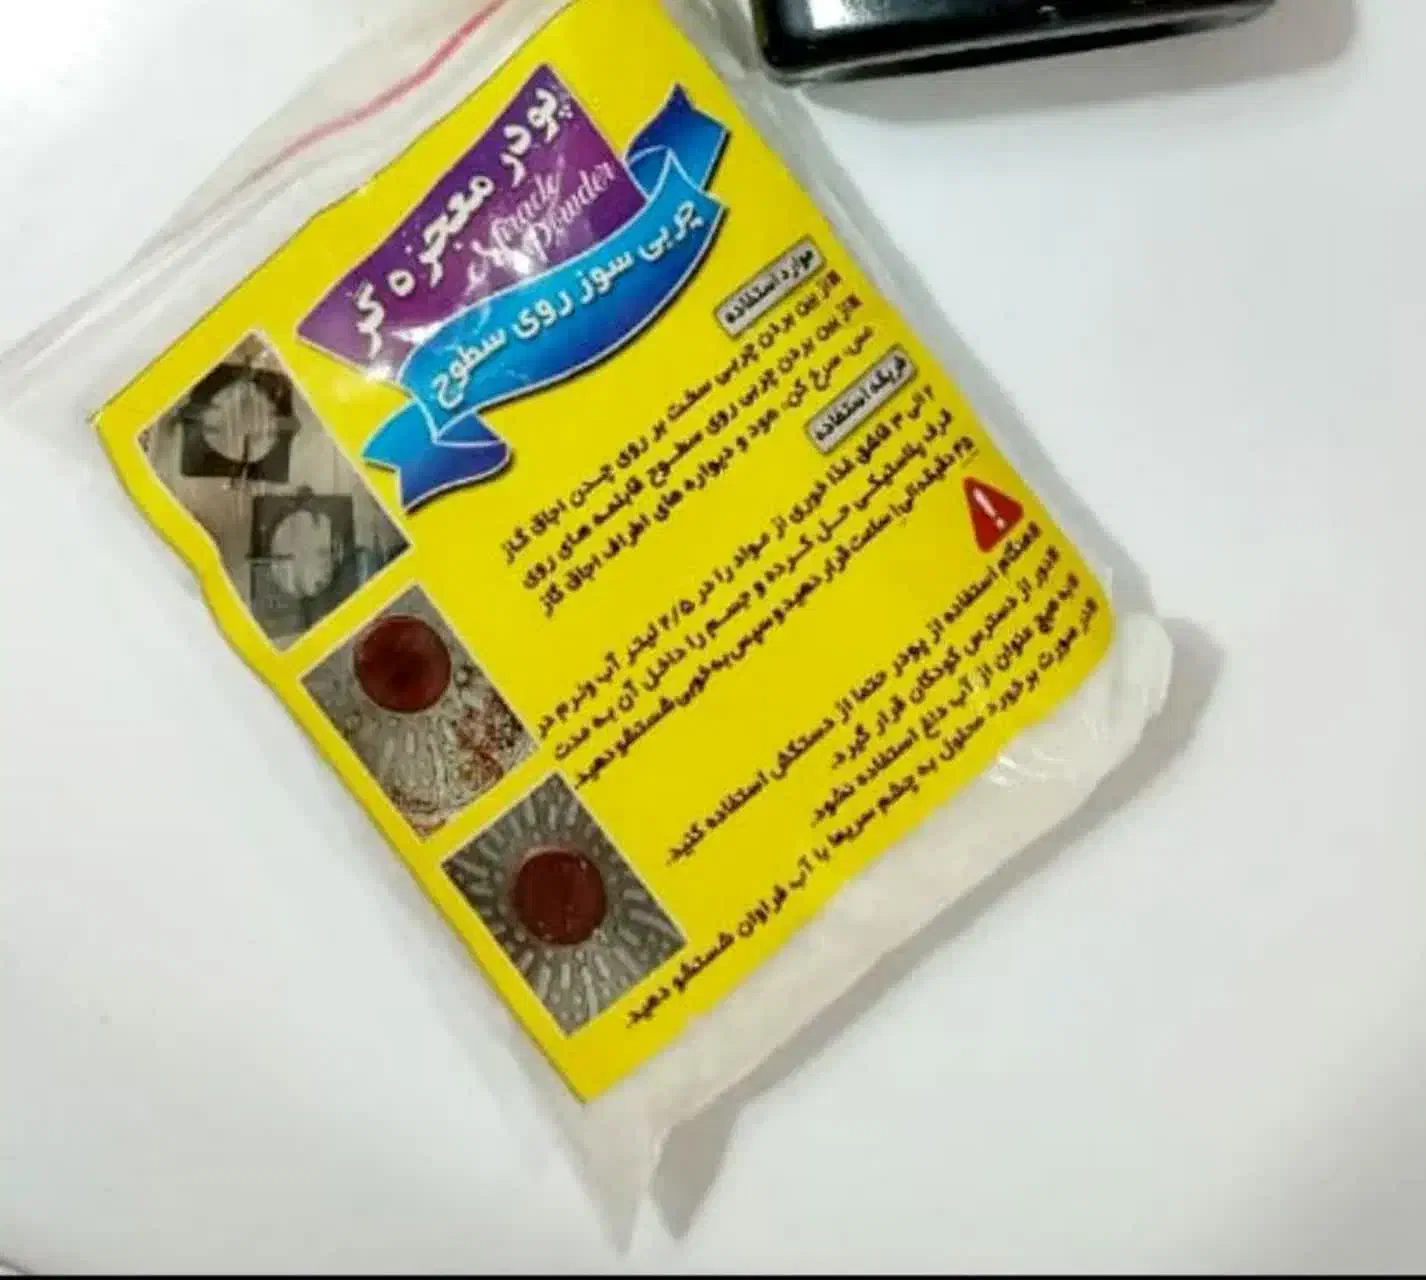 پودر معجزه گر
Miracle
Powder
چربی سوز روی سطوح
موارد استفاده
از بین بردن چربی سخت بر روی چدن اجاق گاز
از بین بردن چربی روی سطوح قابلمه های روی
مس، سرخ کن، هود و دیواره های اطراف اجاق گاز
طریقه استفاده
۲ الی ۳ قاشق غذا خوری از مواد را در ۲/۵ لیتر آب ولرم در
ظرف پلاستیکی حل کرده و جسم را داخل آن به مدت
۴۵ دقیقه الی ۱ ساعت قرار دهید و سپس به خوبی شستشو دهید.
هنگام استفاده از پودر حتما از دستکش استفاده کنید.
دور از دسترس کودکان قرار گیرد.
به هیچ عنوان از آب داغ استفاده نشود.
در صورت برخورد محلول به چشم سریعا با آب فراوان شستشو دهید.